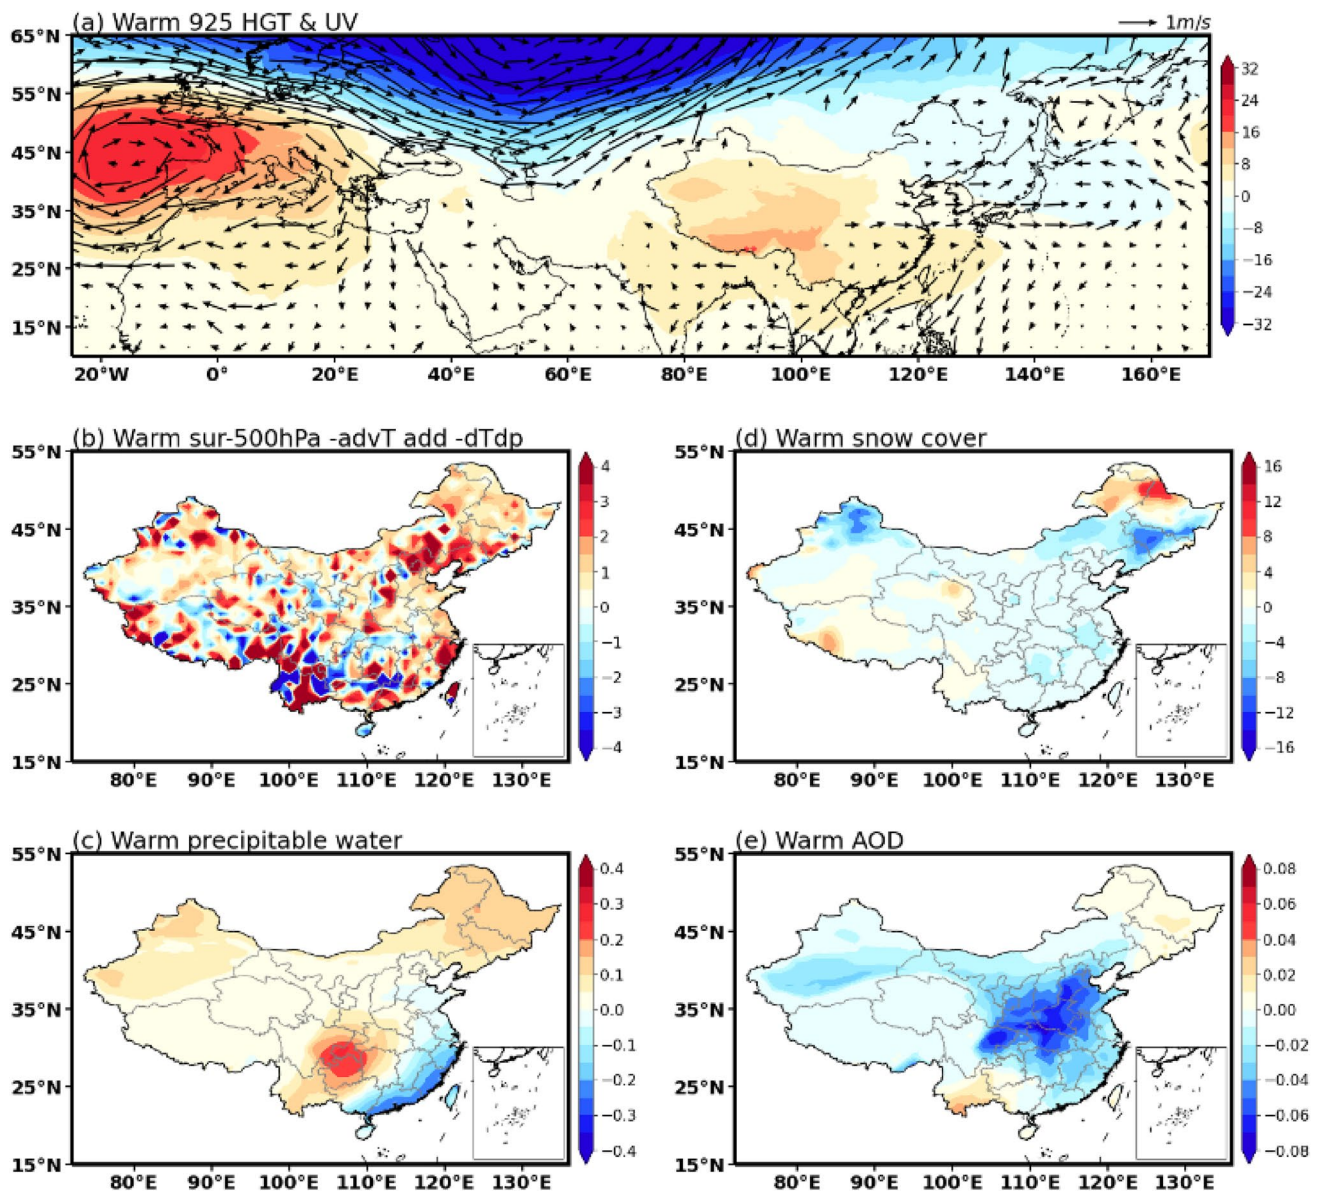 (a) Warm 925 HGT & UV
1m/s
65°N
55°N
45°N
35°N
25°N
15°N
20°W 0° 20°E 40°E 60°E 80°E 100°E 120°E 140°E 160°E
32
24
16
8
0
−8
−16
−24
−32
(b) Warm sur-500hPa -advT add -dTdp
55°N
45°N
35°N
25°N
15°N
80°E 90°E 100°E 110°E 120°E 130°E
4
3
2
1
0
−1
−2
−3
−4
(d) Warm snow cover
55°N
45°N
35°N
25°N
15°N
80°E 90°E 100°E 110°E 120°E 130°E
16
12
8
4
0
−4
−8
−12
−16
(c) Warm precipitable water
55°N
45°N
35°N
25°N
15°N
80°E 90°E 100°E 110°E 120°E 130°E
0.4
0.3
0.2
0.1
0.0
−0.1
−0.2
−0.3
−0.4
(e) Warm AOD
55°N
45°N
35°N
25°N
15°N
80°E 90°E 100°E 110°E 120°E 130°E
0.08
0.06
0.04
0.02
0.00
−0.02
−0.04
−0.06
−0.08